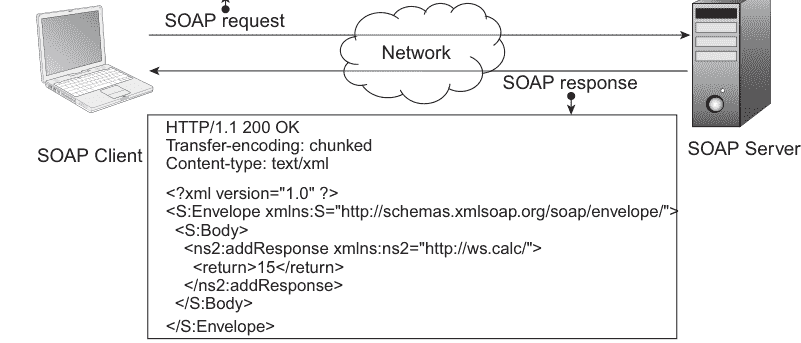 SOAP request
Network
SOAP response
SOAP Client
SOAP Server
HTTP/1.1 200 OK
Transfer-encoding: chunked
Content-type: text/xml
<?xml version="1.0" ?>
<S:Envelope xmlns:S="http://schemas.xmlsoap.org/soap/envelope/">
<S:Body>
<ns2:addResponse xmlns:ns2="http://ws.calc/">
<return>15</return>
</ns2:addResponse>
</S:Body>
</S:Envelope>